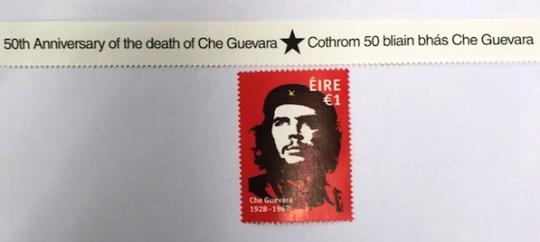 50th Anniversary of the death of Che Guevara ★ Cothrom 50 bliain bhás Che Guevara
ÉIRE
€1
Che Guevara
1928–1967